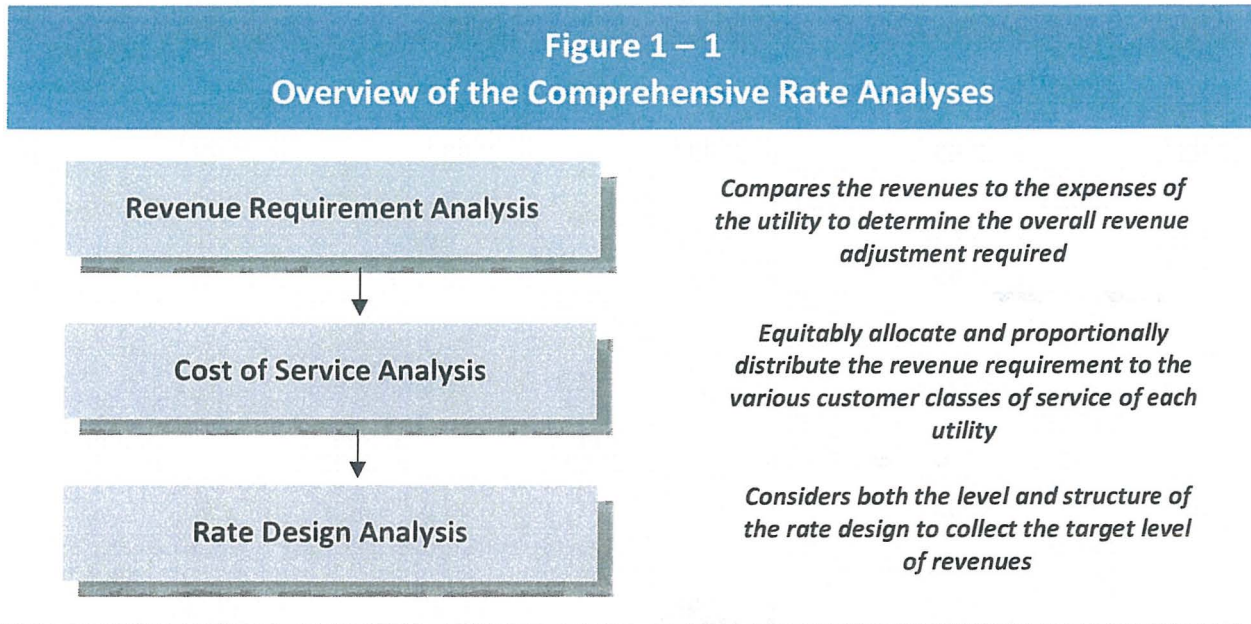 Figure 1 – 1
Overview of the Comprehensive Rate Analyses
Revenue Requirement Analysis
Compares the revenues to the expenses of
the utility to determine the overall revenue
adjustment required
Cost of Service Analysis
Equitably allocate and proportionally
distribute the revenue requirement to the
various customer classes of service of each
utility
Rate Design Analysis
Considers both the level and structure of
the rate design to collect the target level
of revenues